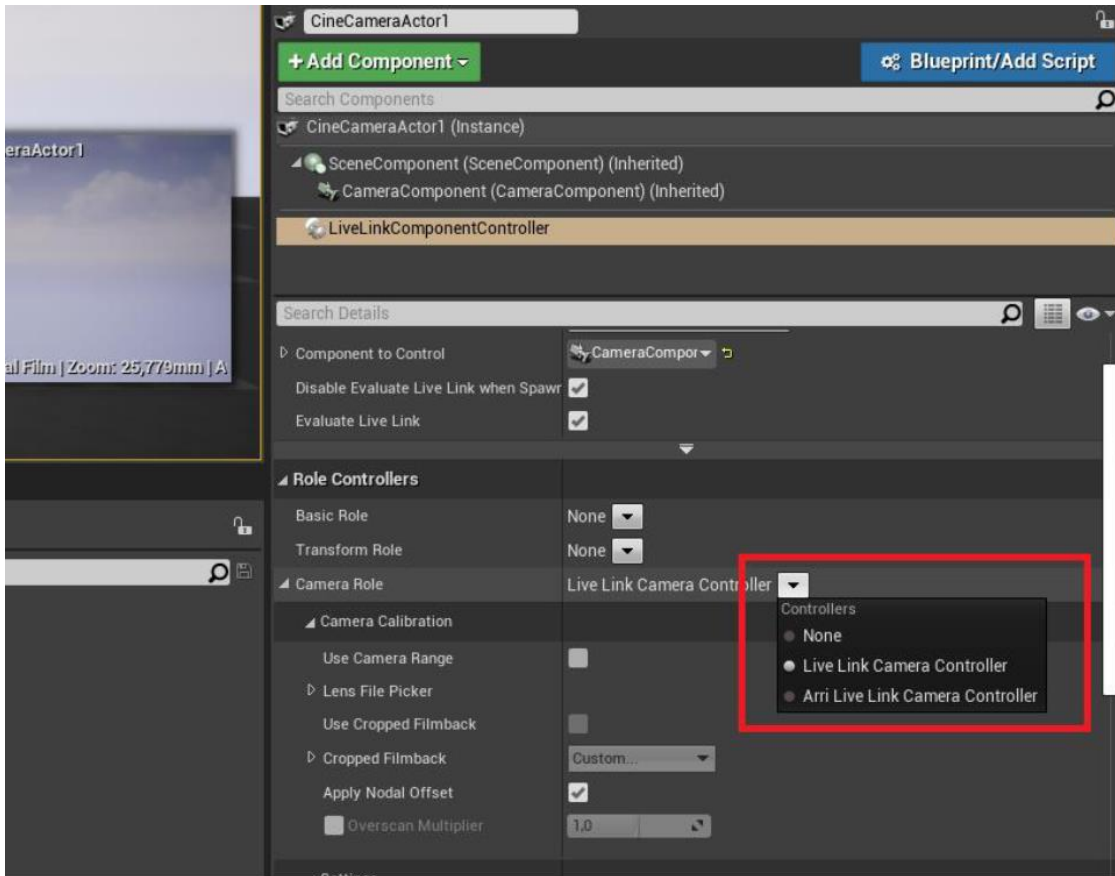 CineCameraActor1
+ Add Component
Blueprint/Add Script
Search Components
CineCameraActor1 (Instance)
SceneComponent (SceneComponent) (Inherited)
CameraComponent (CameraComponent) (Inherited)
LiveLinkComponentController
eraActor1
al Film | Zoom: 25,779mm | A
Search Details
Component to Control
CameraCompor
Disable Evaluate Live Link when Spawr
Evaluate Live Link
Role Controllers
Basic Role
None
Transform Role
None
Camera Role
Live Link Camera Controller
Controllers
None
Live Link Camera Controller
Arri Live Link Camera Controller
Camera Calibration
Use Camera Range
Lens File Picker
Use Cropped Filmback
Cropped Filmback
Custom...
Apply Nodal Offset
Overscan Multiplier
1,0